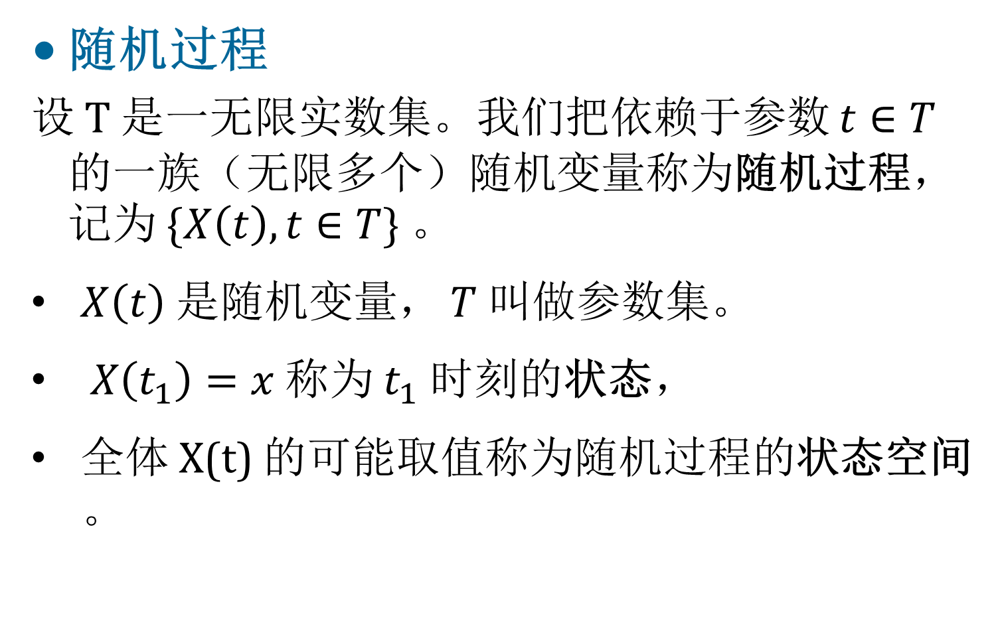 • 随机过程
设 T 是一无限实数集。我们把依赖于参数 t ∈ T
的一族（无限多个）随机变量称为随机过程，
记为 {X(t), t ∈ T} 。
• X(t) 是随机变量， T 叫做参数集。
• X(t₁) = x 称为 t₁ 时刻的状态，
• 全体 X(t) 的可能取值称为随机过程的状态空间
。